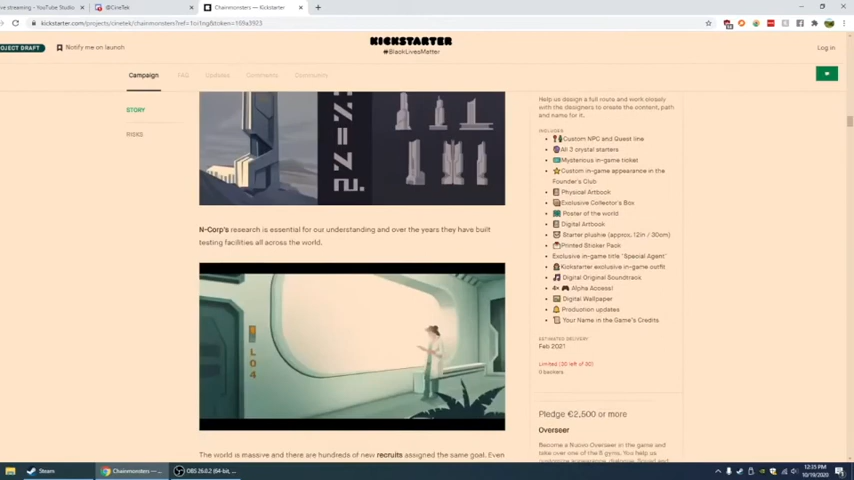 ve streaming - YouTube Studio
@CineTek
Chainmonsters — Kickstarter
kickstarter.com/projects/cinetek/chainmonsters?ref=
OJECT DRAFT
Notify me on launch
KICKSTARTER
#BlackLivesMatter
Log in
Campaign
FAQ
Updates
Comments
Community
STORY
RISKS
N-Corp's research is essential for our understanding and over the years they have built
testing facilities all across the world.
L
0
4
The world is massive and there are hundreds of new recruits assigned the same goal. Even
Help us design a full route and work closely
with the designers to create the content, path
and name for it.
INCLUDES
Custom NPC and Quest line
All 3 crystal starters
Mysterious in-game ticket
Custom in-game appearance in the
Founder's Club
Physical Artbook
Exclusive Collector's Box
Poster of the world
Digital Artbook
Starter plushie (approx. 12in / 30cm)
Printed Sticker Pack
Exclusive in-game title "Special Agent"
Kickstarter exclusive in-game outfit
Digital Original Soundtrack
4× Alpha Access!
Digital Wallpaper
Production updates
Your Name in the Game's Credits
ESTIMATED DELIVERY
Feb 2021
Limited (30 left of 30)
0 backers
Pledge €2,500 or more
Overseer
Become a Nuovo Overseer in the game and
take over one of the 8 gyms. You help us
Steam
Chainmonsters —...
OBS 26.0.2 (64-bit, ...
12:35 PM
10/19/2020